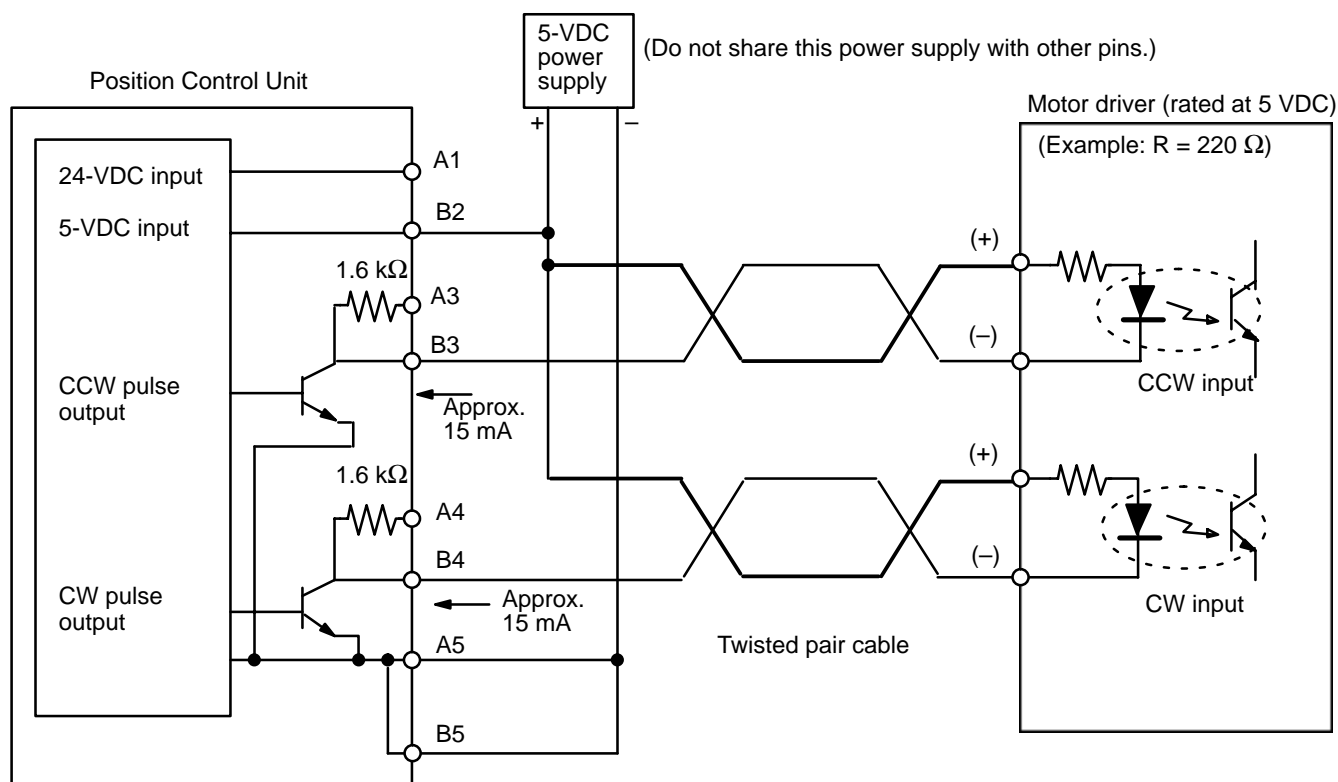 5-VDC
power
supply
(Do not share this power supply with other pins.)
Position Control Unit
+
–
Motor driver (rated at 5 VDC)
(Example: R = 220 Ω)
24-VDC input
A1
5-VDC input
B2
1.6 kΩ
A3
B3
(+)
(–)
CCW pulse
output
Approx.
15 mA
CCW input
1.6 kΩ
A4
B4
(+)
(–)
CW pulse
output
Approx.
15 mA
CW input
A5
Twisted pair cable
B5